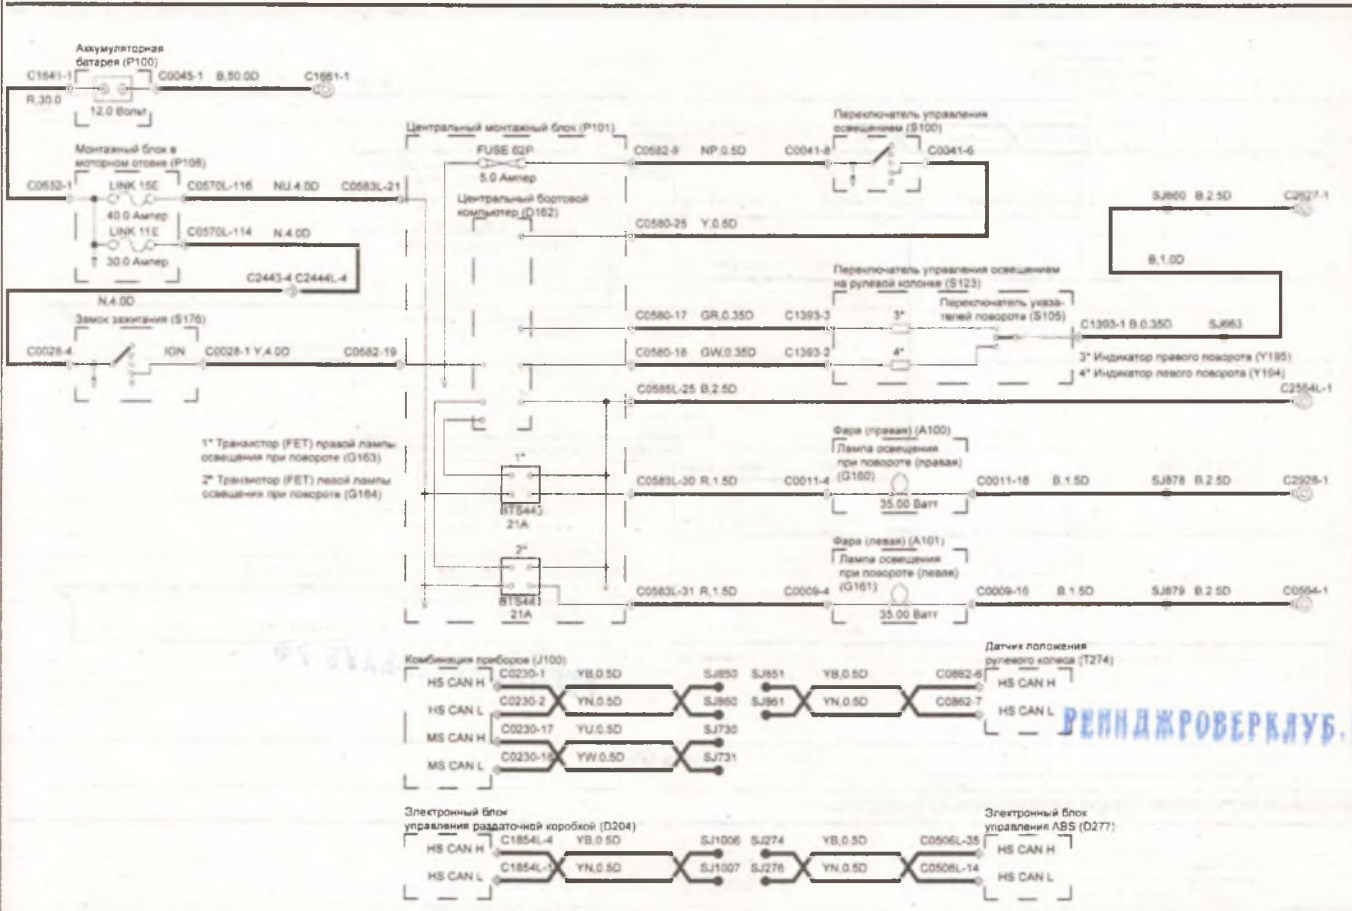 Аккумуляторная
батарея (P100)
C1641-1
C0045-1 B,50.0D C1661-1
R,30.0
12.0 Вольт
Монтажный блок в
моторном отсеке (P108)
C0632-1
LINK 15E
C0570L-116 NU,4.0D C0583L-21
40.0 Ампер
LINK 11E
C0570L-114 N.4.0D
30.0 Ампер
C2443-4 C2444L-4
N.4.0D
Замок зажигания (S176)
C0028-4
IGN
C0028-1 Y,4.0D C0582-19
1* Транзистор (FET) правой лампы
освещения при повороте (G163)
2* Транзистор (FET) левой лампы
освещения при повороте (G164)
Центральный монтажный блок (P101)
FUSE 62P
5.0 Ампер
Центральный бортовой
компьютер (D162)
1*
BTS443
21A
2*
BTS441
21A
C0582-9 NP.0.5D C0041-8
Переключатель управления
освещением (S100)
C0041-6
C0580-25 Y,0.5D
SJ660 B.2.5D C2627-1
B,1.0D
Переключатель управления освещением
на рулевой колонке (S123)
Переключатель указа-
телей поворота (S105)
C0580-17 GR,0.35D C1393-3
3*
C1393-1 B.0.35D SJ663
C0580-18 GW,0.35D C1393-2
4*
3* Индикатор правого поворота (Y195)
4* Индикатор левого поворота (Y194)
C0585L-25 B,2.5D
C2554L-1
Фара (правая) (A100)
Лампа освещения
при повороте (правая)
(G160)
C0583L-30 R,1.5D C0011-4
35.00 Ватт
C0011-16 B.1.5D SJ878 B.2.5D C2926-1
Фара (левая) (A101)
Лампа освещения
при повороте (левая)
(G161)
C0583L-31 R,1.5D C0009-4
35.00 Ватт
C0009-16 B.1.5D SJ879 B.2.5D C0554-1
Комбинация приборов (J100)
HS CAN H C0230-1 YB,0.5D SJ850
HS CAN L C0230-2 YN,0.5D SJ860
MS CAN H C0230-17 YU.0.5D SJ730
MS CAN L C0230-18 YW.0.5D SJ731
Датчик положения
рулевого колеса (T274)
SJ851 YB,0.5D C0862-6 HS CAN H
SJ861 YN,0.5D C0862-7 HS CAN L
РЕИНДЖРОВЕРКЛУБ.
Электронный блок
управления раздаточной коробкой (D204)
HS CAN H C1854L-4 YB,0.5D SJ1006
HS CAN L YN,0.5D SJ1007
Электронный блок
управления ABS (D277)
SJ274 YB,0.5D C0506L-35 HS CAN H
SJ276 YN,0.5D C0506L-14 HS CAN L